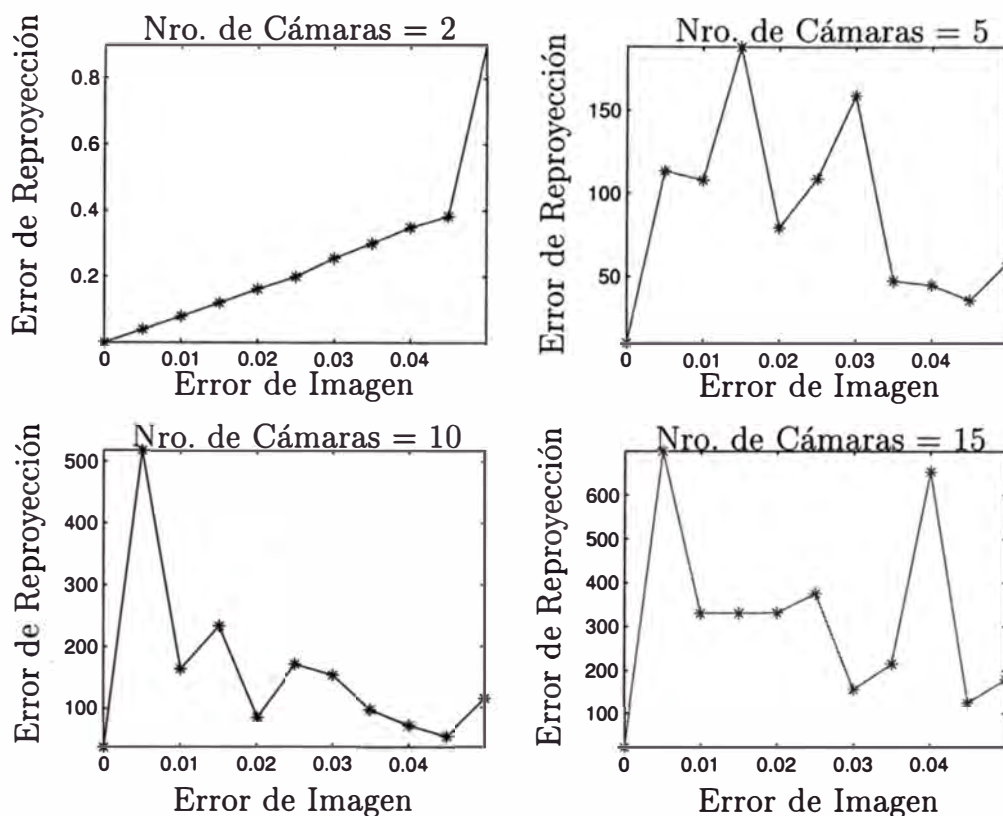 Nro. de Cámaras = 2
Error de Reproyección
0.8
0.6
0.4
0.2
0 0.01 0.02 0.03 0.04
Error de Imagen
Nro. de Cámaras = 5
Error de Reproyección
150
100
50
0 0.01 0.02 0.03 0.04
Error de Imagen
Nro. de Cámaras = 10
Error de Reproyección
500
400
300
200
100
0 0.01 0.02 0.03 0.04
Error de Imagen
Nro. de Cámaras = 15
Error de Reproyección
600
500
400
300
200
100
0 0.01 0.02 0.03 0.04
Error de Imagen